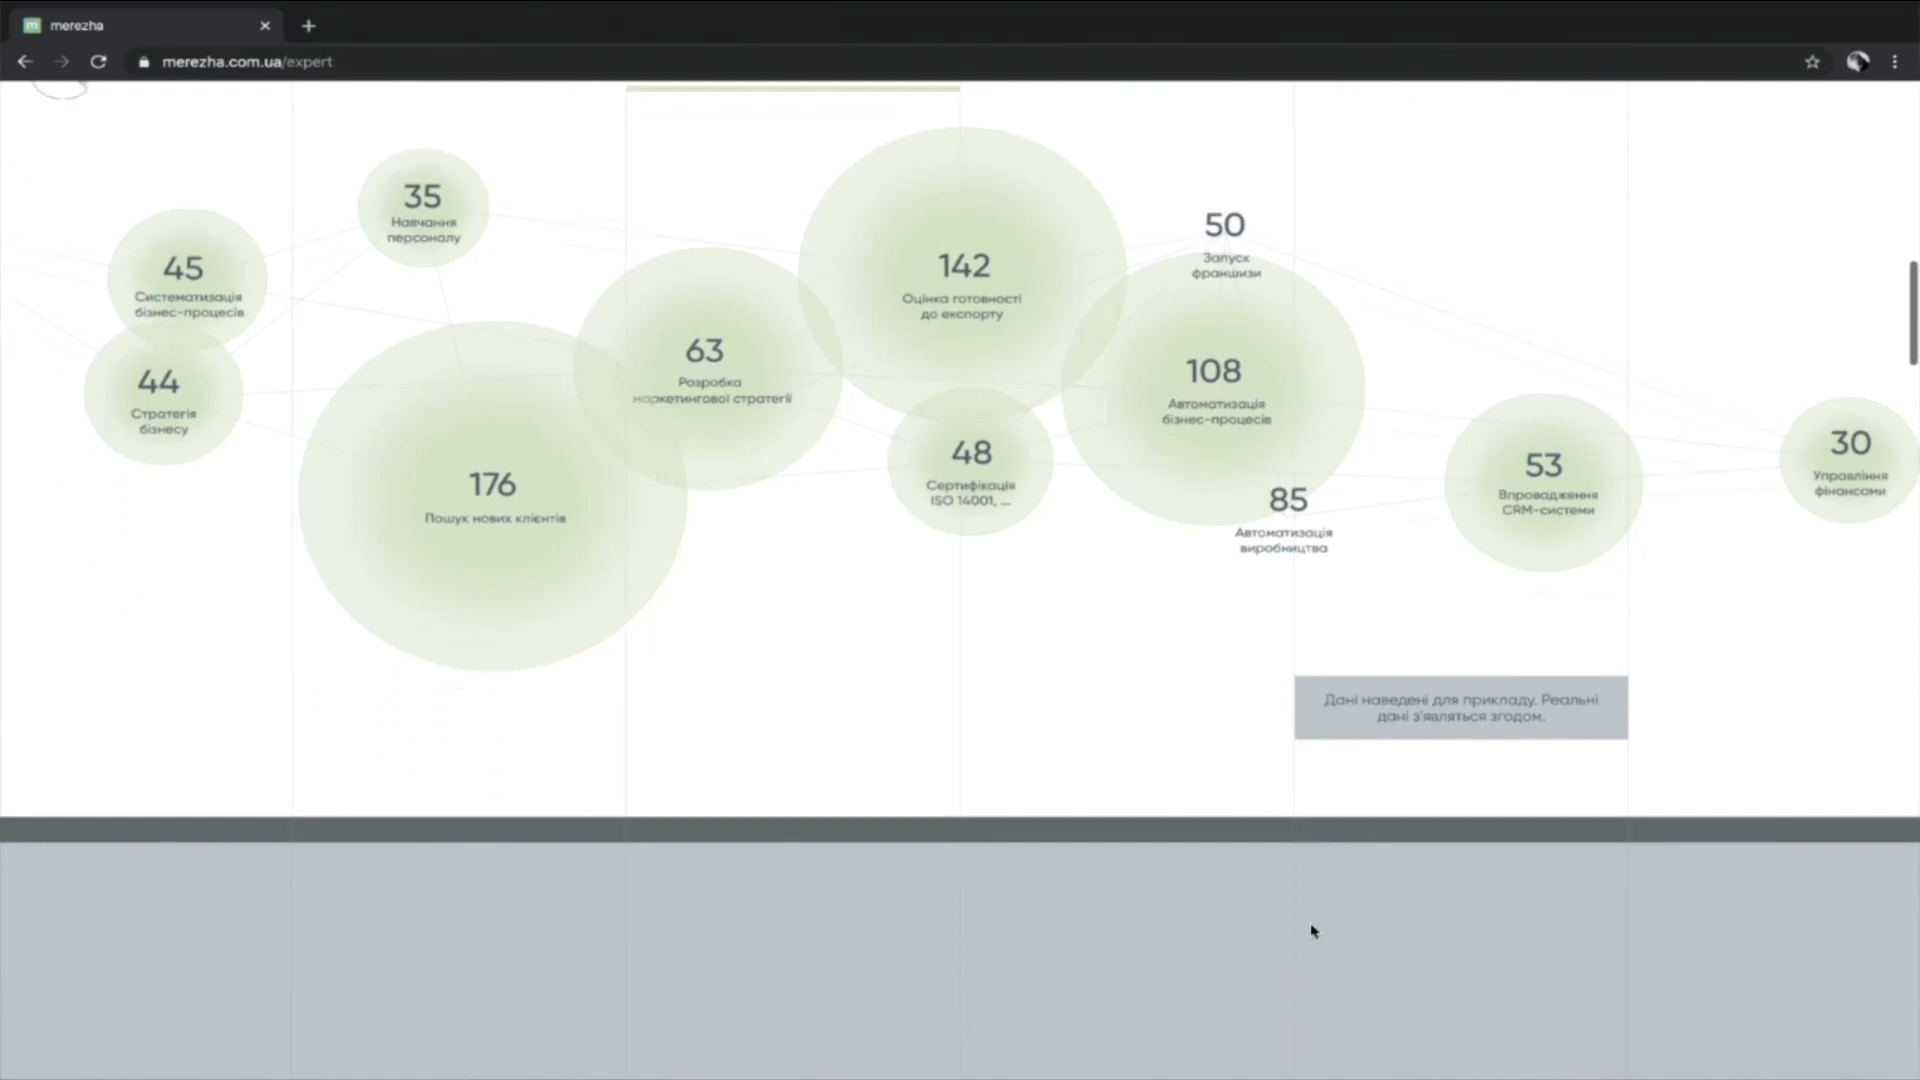 merezha
merezha.com.ua/expert
35
Навчання
персоналу
45
Систематизація
бізнес-процесів
44
Стратегія
бізнесу
176
Пошук нових клієнтів
63
Розробка
маркетингової стратегії
142
Оцінка готовності
до експорту
48
Сертифікація
ISO 14001, ...
50
Запуск
франшизи
108
Автоматизація
бізнес-процесів
85
Автоматизація
виробництва
53
Впровадження
CRM-системи
30
Управління
фінансами
Дані наведені для прикладу. Реальні
дані з'являться згодом.